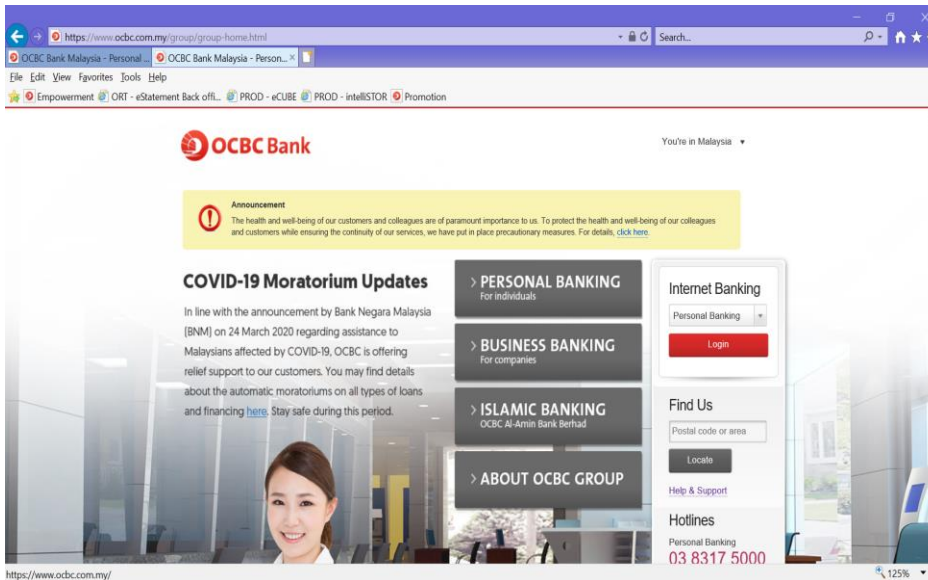 https://www.ocbc.com.my/group/group-home.html
Search...
OCBC Bank Malaysia - Personal ...
OCBC Bank Malaysia - Person...
File Edit View Favorites Tools Help
Empowerment ORT - eStatement Back offi... PROD - eCUBE PROD - intelliSTOR Promotion
OCBC Bank
You're in Malaysia
Announcement
The health and well-being of our customers and colleagues are of paramount importance to us. To protect the health and well-being of our colleagues
and customers while ensuring the continuity of our services, we have put in place precautionary measures. For details, click here.
COVID-19 Moratorium Updates
In line with the announcement by Bank Negara Malaysia
(BNM) on 24 March 2020 regarding assistance to
Malaysians affected by COVID-19, OCBC is offering
relief support to our customers. You may find details
about the automatic moratoriums on all types of loans
and financing here. Stay safe during this period.
> PERSONAL BANKING
For individuals
> BUSINESS BANKING
For companies
> ISLAMIC BANKING
OCBC Al-Amin Bank Berhad
> ABOUT OCBC GROUP
Internet Banking
Personal Banking
Login
Find Us
Postal code or area
Locate
Help & Support
Hotlines
Personal Banking
03 8317 5000
https://www.ocbc.com.my/
125%